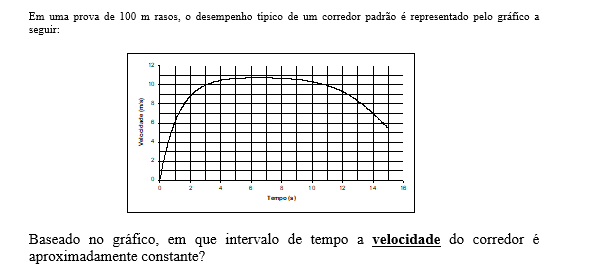 Em uma prova de 100 m rasos, o desempenho típico de um corredor padrão é representado pelo gráfico a
seguir:
12
10
8
6
4
2
0
Velocidade (m/s)
0 2 4 6 8 10 12 14 16
Tempo (s)
Baseado no gráfico, em que intervalo de tempo a velocidade do corredor é
aproximadamente constante?